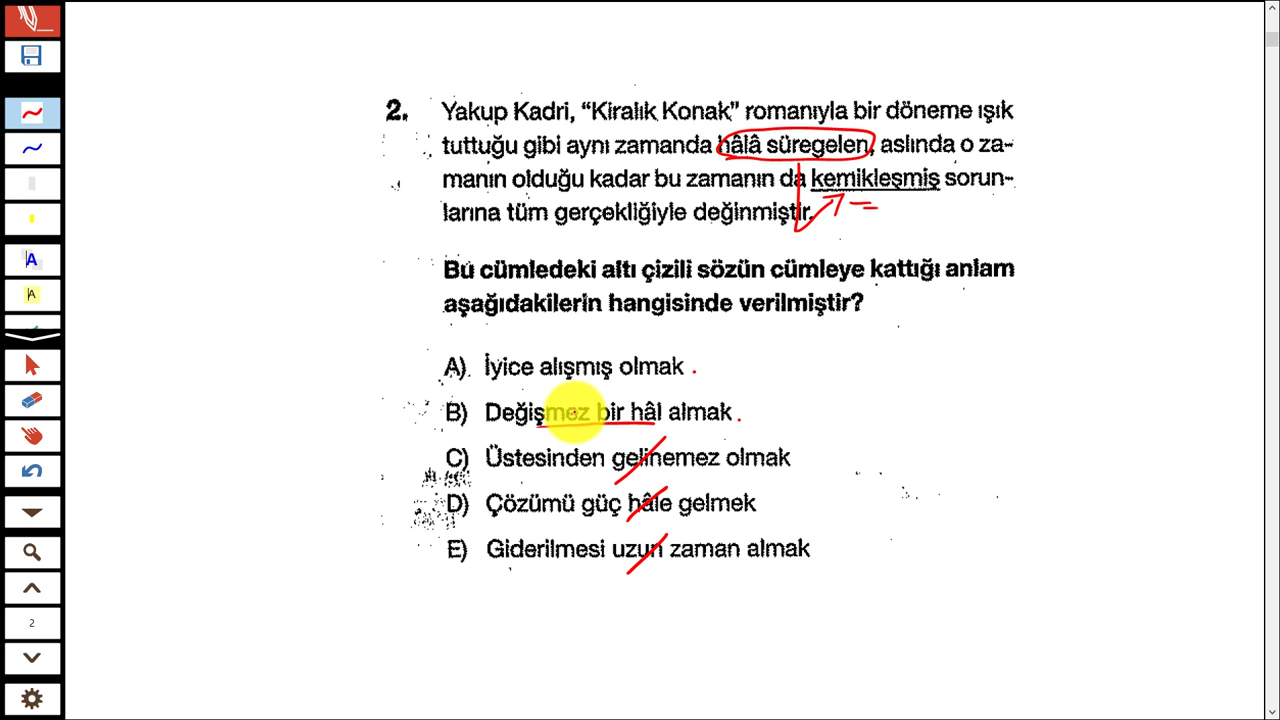 2. Yakup Kadri, “Kiralık Konak” romanıyla bir döneme ışık
tuttuğu gibi aynı zamanda hâlâ süregelen, aslında o za-
manın olduğu kadar bu zamanın da kemikleşmiş sorun-
larına tüm gerçekliğiyle değinmiştir.
Bu cümledeki altı çizili sözün cümleye kattığı anlam
aşağıdakilerin hangisinde verilmiştir?
A) İyice alışmış olmak
B) Değişmez bir hâl almak
C) Üstesinden gelinemez olmak
D) Çözümü güç hâle gelmek
E) Giderilmesi uzun zaman almak
A
A
2